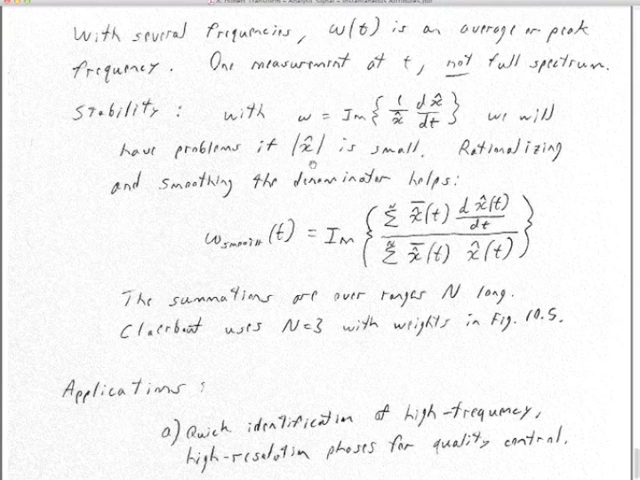 With several frequencies, ω(t) is an average or peak
frequency. One measurement at t, not full spectrum.
Stability: with ω = Im{ 1/x̂ dx̂/dt } we will
have problems if |x̂| is small. Rationalizing
and smoothing the denominator helps:
ω_smooth(t) = Im{ Σ^N x̄̂(t) dx̂(t)/dt / Σ^N x̄̂(t) x̂(t) }
The summations are over ranges N long.
Claerbout uses N=3 with weights in Fig. 10.5.
Applications:
a) Quick identification of high-frequency,
high-resolution phases for quality control.